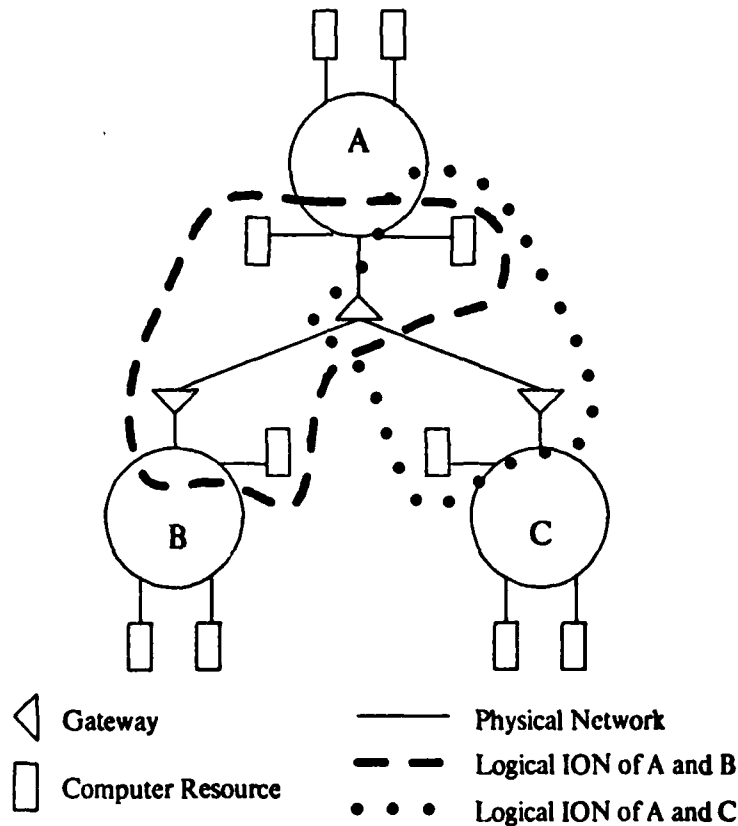 A
B
C
Gateway
Computer Resource
Physical Network
Logical ION of A and B
Logical ION of A and C